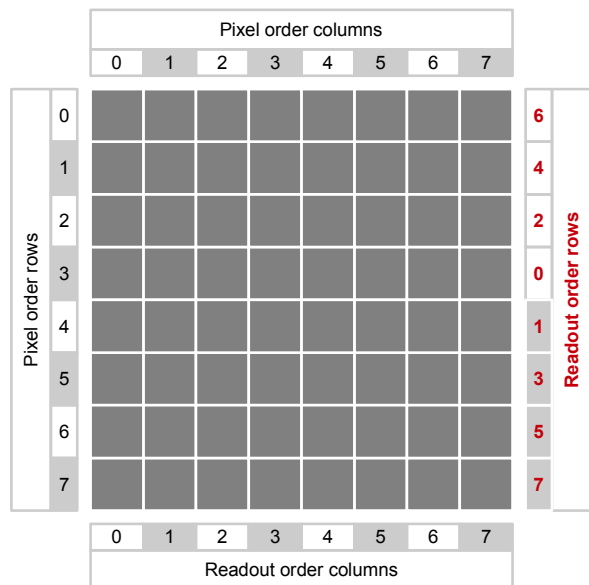 Pixel order columns
0 1 2 3 4 5 6 7
Pixel order rows
0 6
1 4
2 2
3 0
4 1
5 3
6 5
7 7
Readout order rows
0 1 2 3 4 5 6 7
Readout order columns